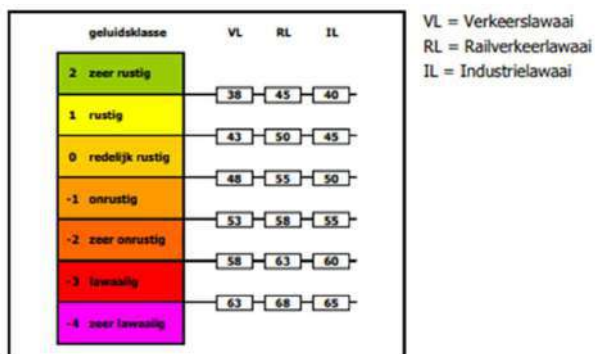 geluidsklasse VL RL IL
2 zeer rustig
38 45 40
1 rustig
43 50 45
0 redelijk rustig
48 55 50
-1 onrustig
53 58 55
-2 zeer onrustig
58 63 60
-3 lawaaiig
63 68 65
-4 zeer lawaaiig
VL = Verkeerslawaai
RL = Railverkeerlawaai
IL = Industrielawaai